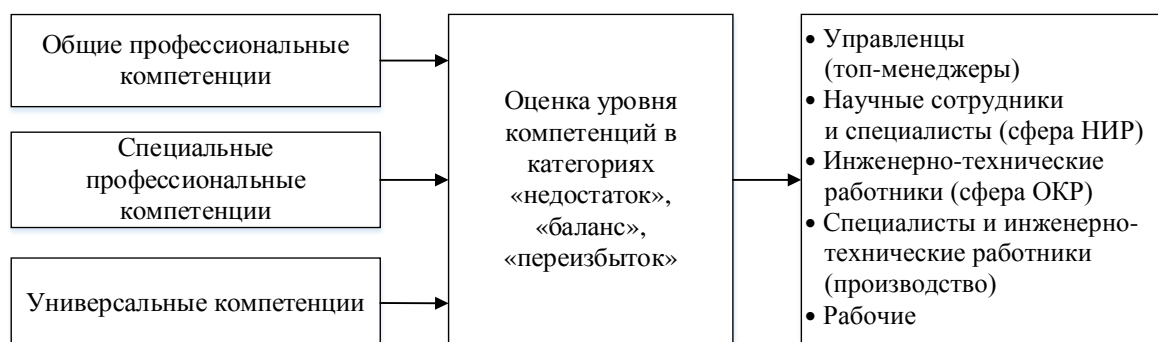 Общие профессиональные
компетенции
Специальные
профессиональные
компетенции
Универсальные компетенции
Оценка уровня
компетенций в
категориях
«недостаток»,
«баланс»,
«переизбыток»
• Управленцы
(топ-менеджеры)
• Научные сотрудники
и специалисты (сфера НИР)
• Инженерно-технические
работники (сфера ОКР)
• Специалисты и инженерно-
технические работники
(производство)
• Рабочие